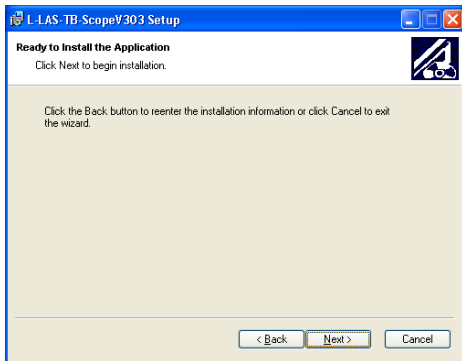 L-LAS-TB-ScopeV303 Setup
Ready to Install the Application
Click Next to begin installation.
Click the Back button to reenter the installation information or click Cancel to exit
the wizard.
< Back
Next >
Cancel